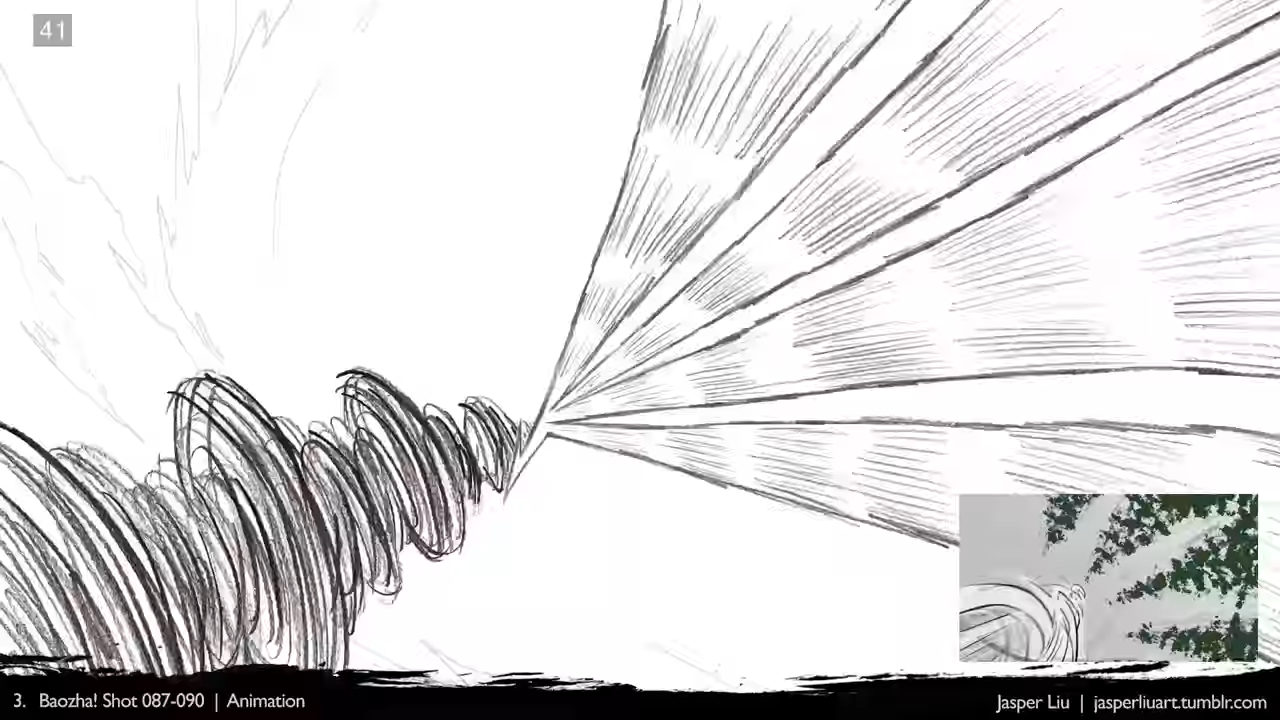 41
3. Baozha! Shot 087-090 | Animation
Jasper Liu | jasperliuart.tumblr.com